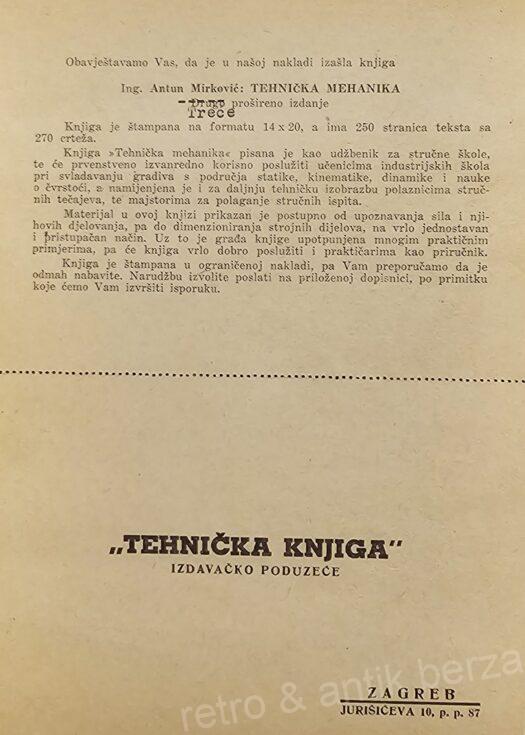 Obavještavamo Vas, da je u našoj nakladi izašla knjiga
Ing. Antun Mirković: TEHNIČKA MEHANIKA
Drugo prošireno izdanje
Treće
Knjiga je štampana na formatu 14 x 20, a ima 250 stranica teksta sa
270 crteža.
Knjiga »Tehnička mehanika« pisana je kao udžbenik za stručne škole,
te će prvenstveno izvanredno korisno poslužiti učenicima industrijskih škola
pri svladavanju gradiva s područja statike, kinematike, dinamike i nauke
o čvrstoći, a namijenjena je i za daljnju tehničku izobrazbu polaznicima struč-
nih tečajeva, te majstorima za polaganje stručnih ispita.
Materijal u ovoj knjizi prikazan je postupno od upoznavanja sila i nji-
hovih djelovanja, pa do dimenzioniranja strojnih dijelova, na vrlo jednostavan
i pristupačan način. Uz to je građa knjige upotpunjena mnogim praktičnim
primjerima, pa će knjiga vrlo dobro poslužiti i praktičarima kao priručnik.
Knjiga je štampana u ograničenoj nakladi, pa Vam preporučamo da je
odmah nabavite. Narudžbu izvolite poslati na priloženoj dopisnici, po primitku
koje ćemo Vam izvršiti isporuku.
„TEHNIČKA KNJIGA"
IZDAVAČKO PODUZEĆE
ZAGREB
JURIŠIĆEVA 10, p. p. 87
retro & antik berza